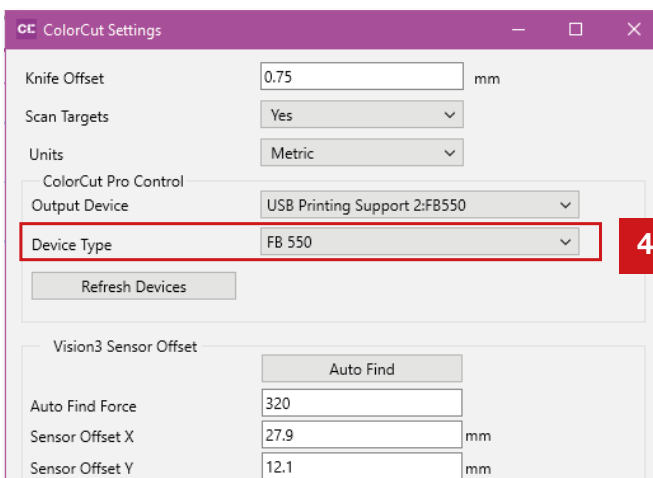 CE ColorCut Settings
Knife Offset 0.75 mm
Scan Targets Yes
Units Metric
ColorCut Pro Control
Output Device USB Printing Support 2:FB550
Device Type FB 550 4
Refresh Devices
Vision3 Sensor Offset
Auto Find
Auto Find Force 320
Sensor Offset X 27.9 mm
Sensor Offset Y 12.1 mm